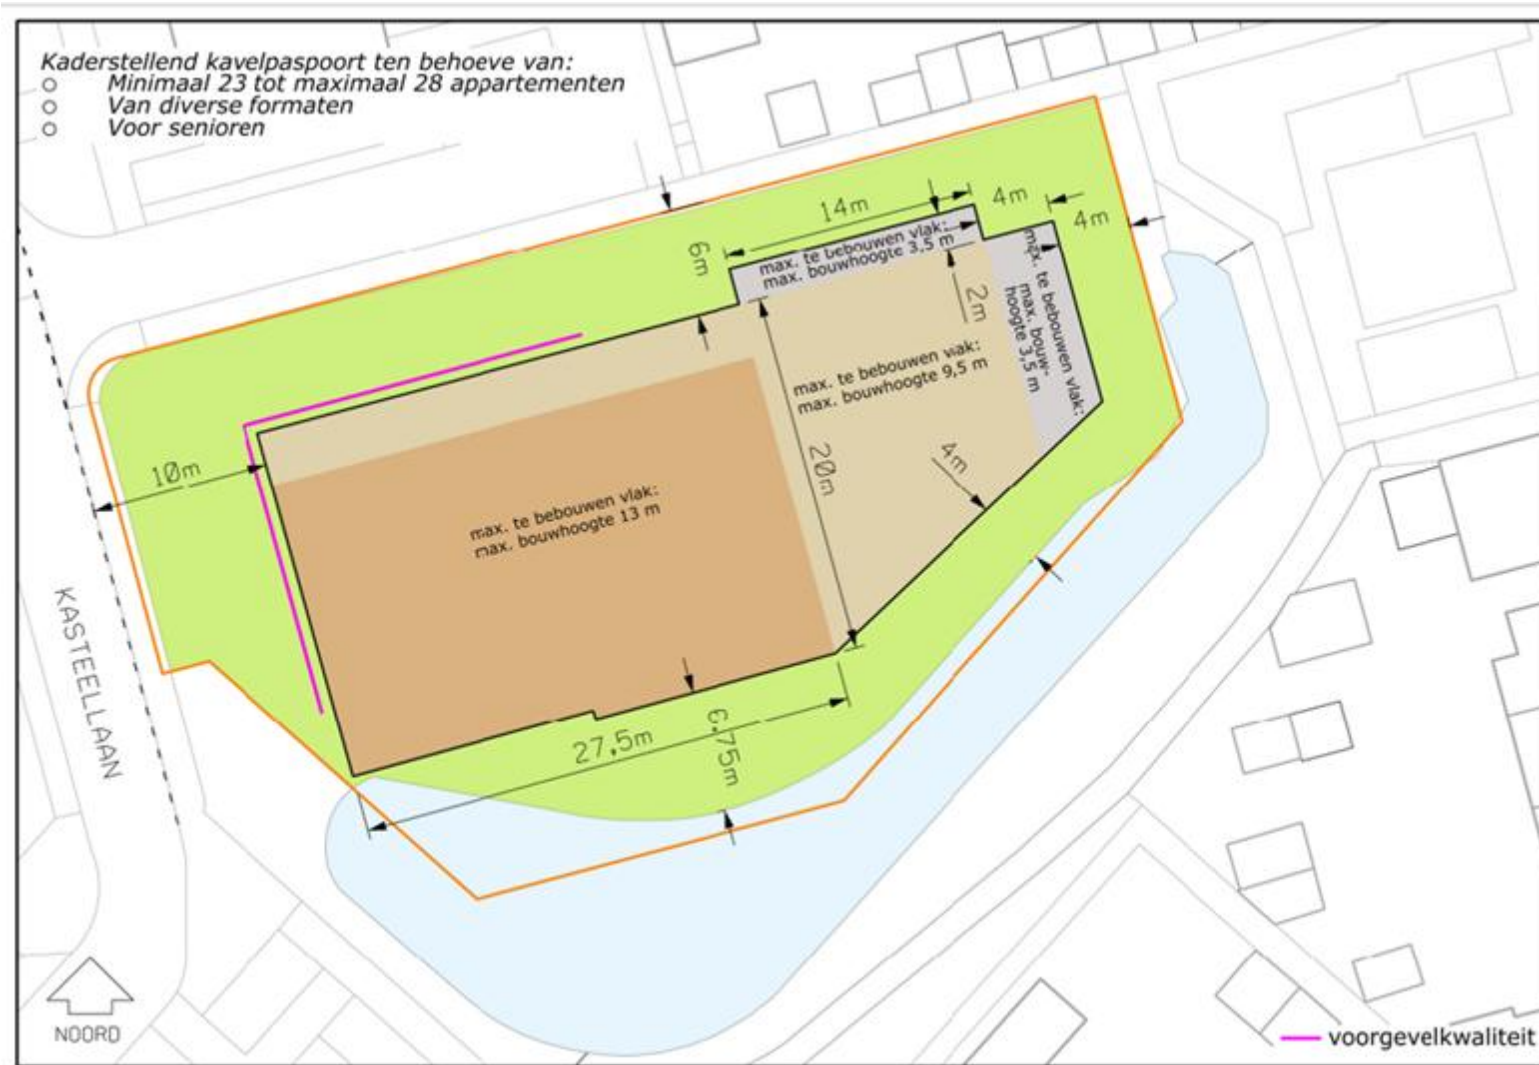 Kaderstellend kavelpaspoort ten behoeve van:
○ Minimaal 23 tot maximaal 28 appartementen
○ Van diverse formaten
○ Voor senioren
14m
4m
4m
6m
max. te bebouwen vlak:
max. bouwhoogte 3,5 m
max. te bebouwen vlak:
max. bouw-
hoogte 3,5 m
2m
max. te bebouwen vlak:
max. bouwhoogte 9,5 m
10m
20m
4m
max. te bebouwen vlak:
max. bouwhoogte 13 m
KASTEELLAAN
27.5m
6.75m
NOORD
voorgevelkwaliteit